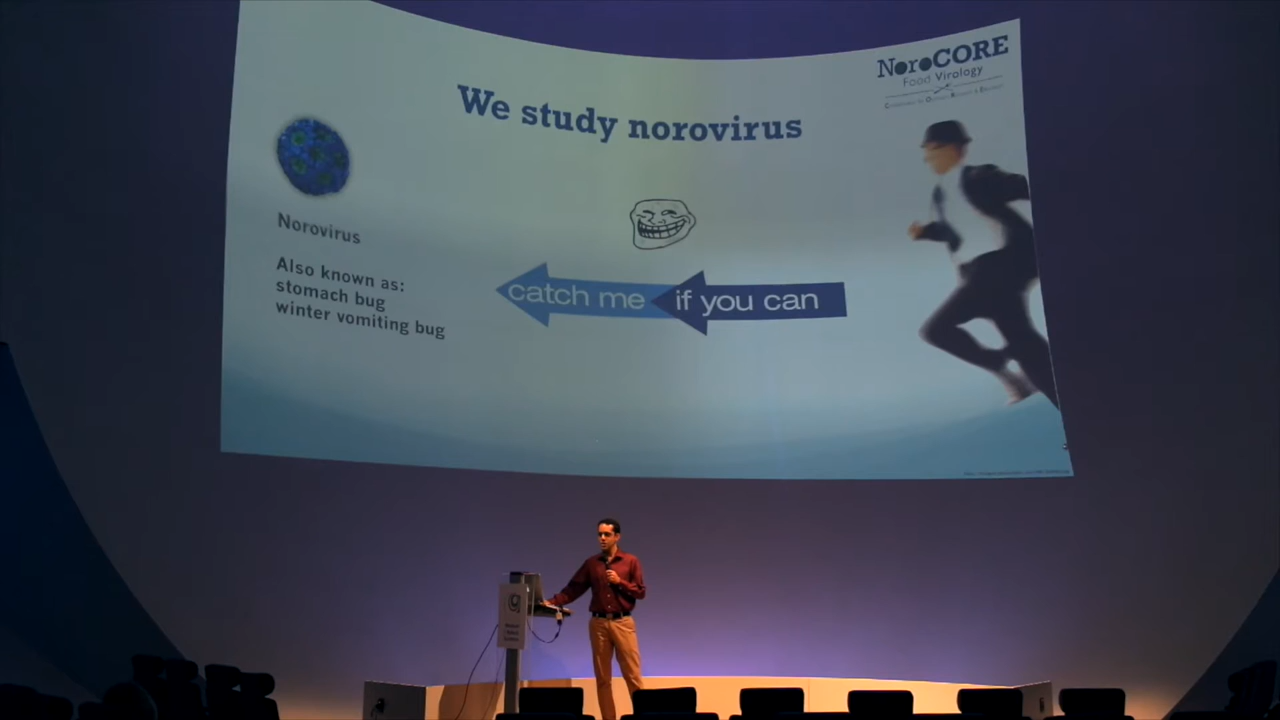 NoroCORE
Food Virology
We study norovirus
Norovirus
Also known as:
stomach bug
winter vomiting bug
catch me if you can